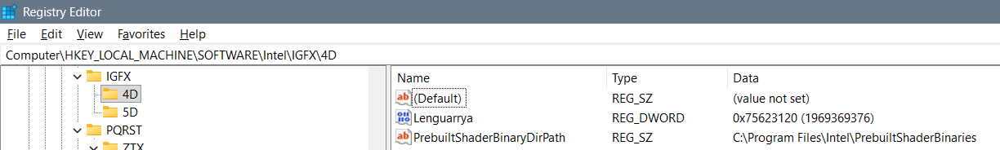 Registry Editor
File Edit View Favorites Help
Computer\HKEY_LOCAL_MACHINE\SOFTWARE\Intel\IGFX\4D
IGFX
4D
5D
PQRST
ZTX
Name Type Data
(Default) REG_SZ (value not set)
Lenguarrya REG_DWORD 0x75623120 (1969369376)
PrebuiltShaderBinaryDirPath REG_SZ C:\Program Files\Intel\PrebuiltShaderBinaries